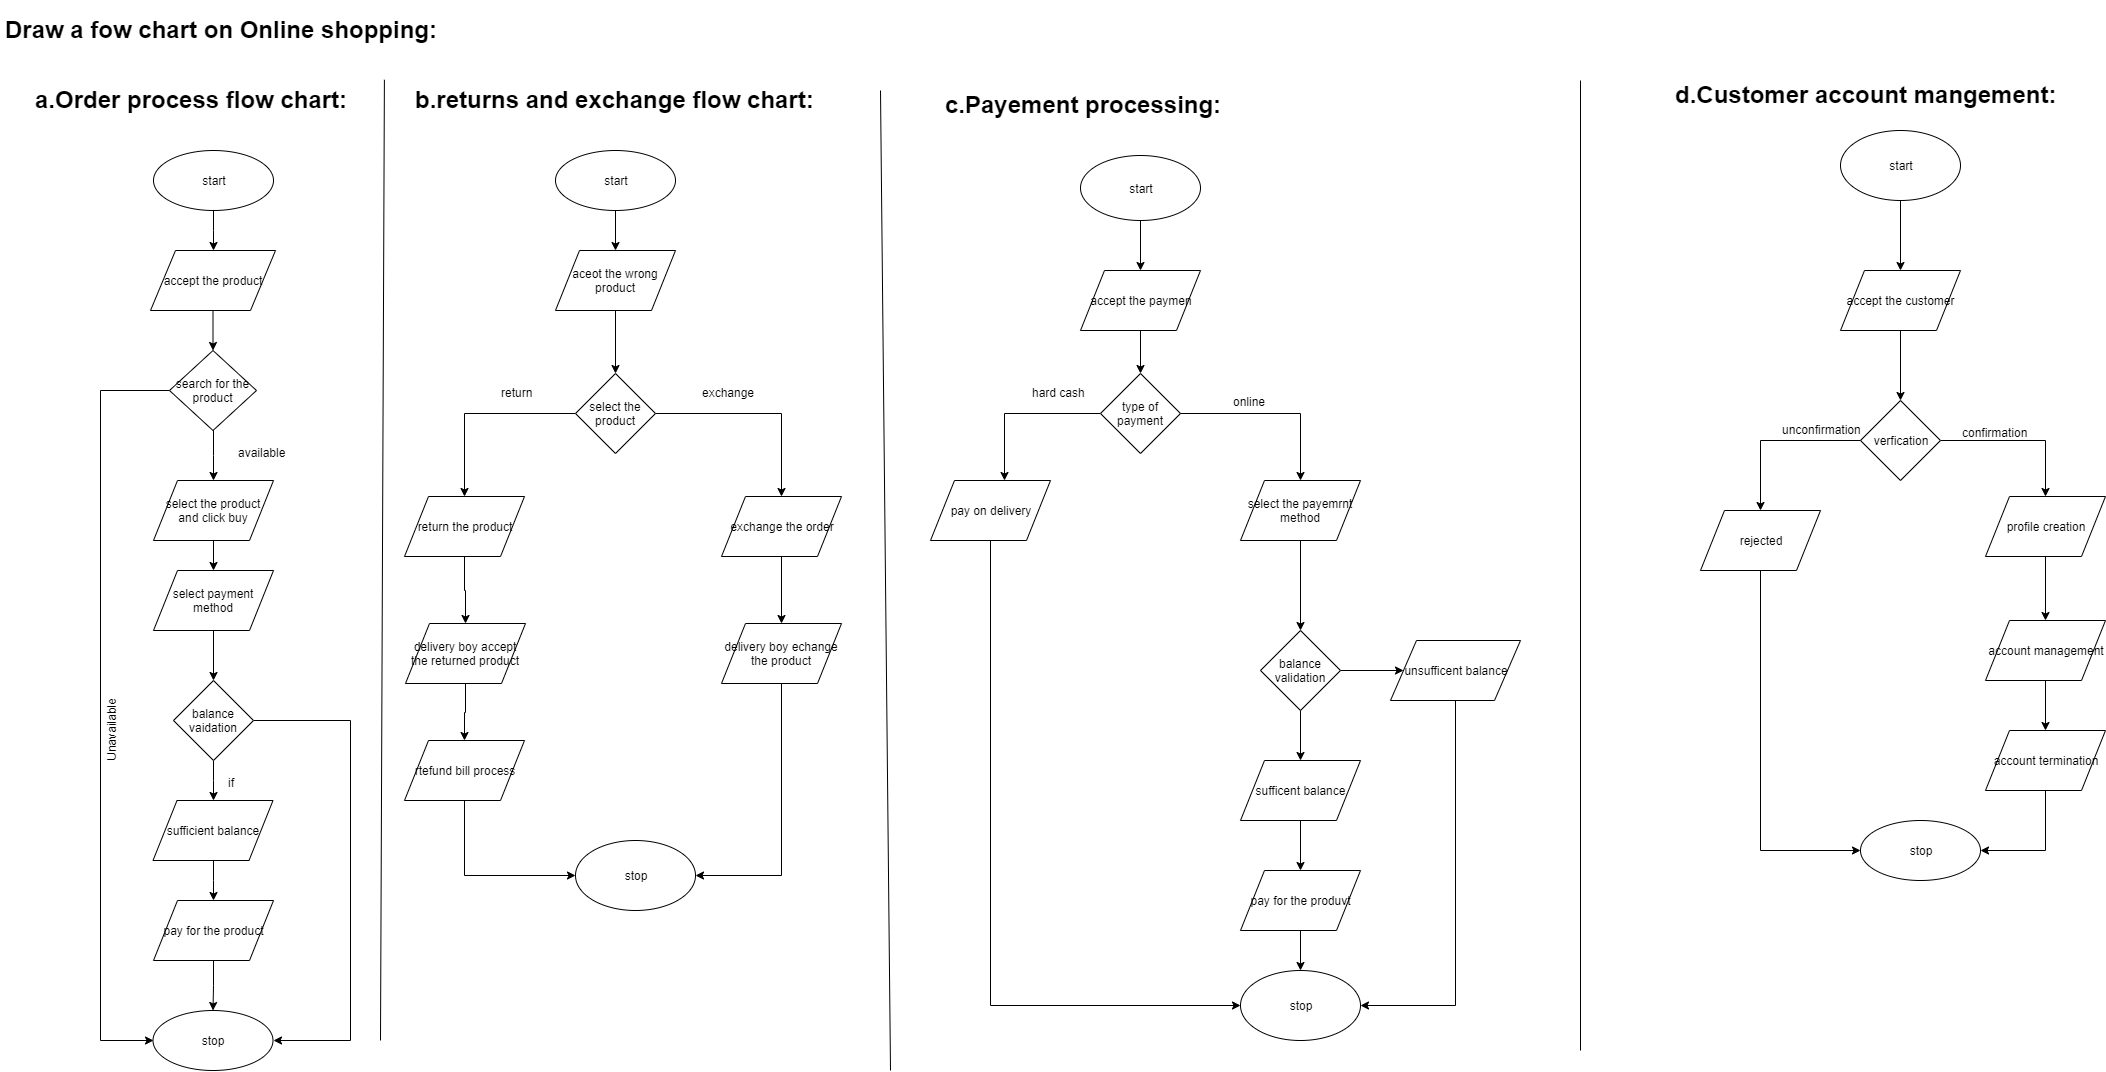 Draw a fow chart on Online shopping:
a.Order process flow chart:
start
accept the product
search for the
product
available
Unavailable
select the product
and click buy
select payment
method
balance
vaidation
if
sufficient balance
pay for the product
stop
b.returns and exchange flow chart:
start
aceot the wrong
product
select the
product
return
exchange
return the product
exchange the order
delivery boy accept
the returned product
delivery boy echange
the product
rtefund bill process
stop
c.Payement processing:
start
accept the paymen
type of
payment
hard cash
online
pay on delivery
select the payemrnt
method
balance
validation
unsufficent balance
sufficent balance
pay for the produvt
stop
d.Customer account mangement:
start
accept the customer
verfication
unconfirmation
confirmation
rejected
profile creation
account management
account termination
stop